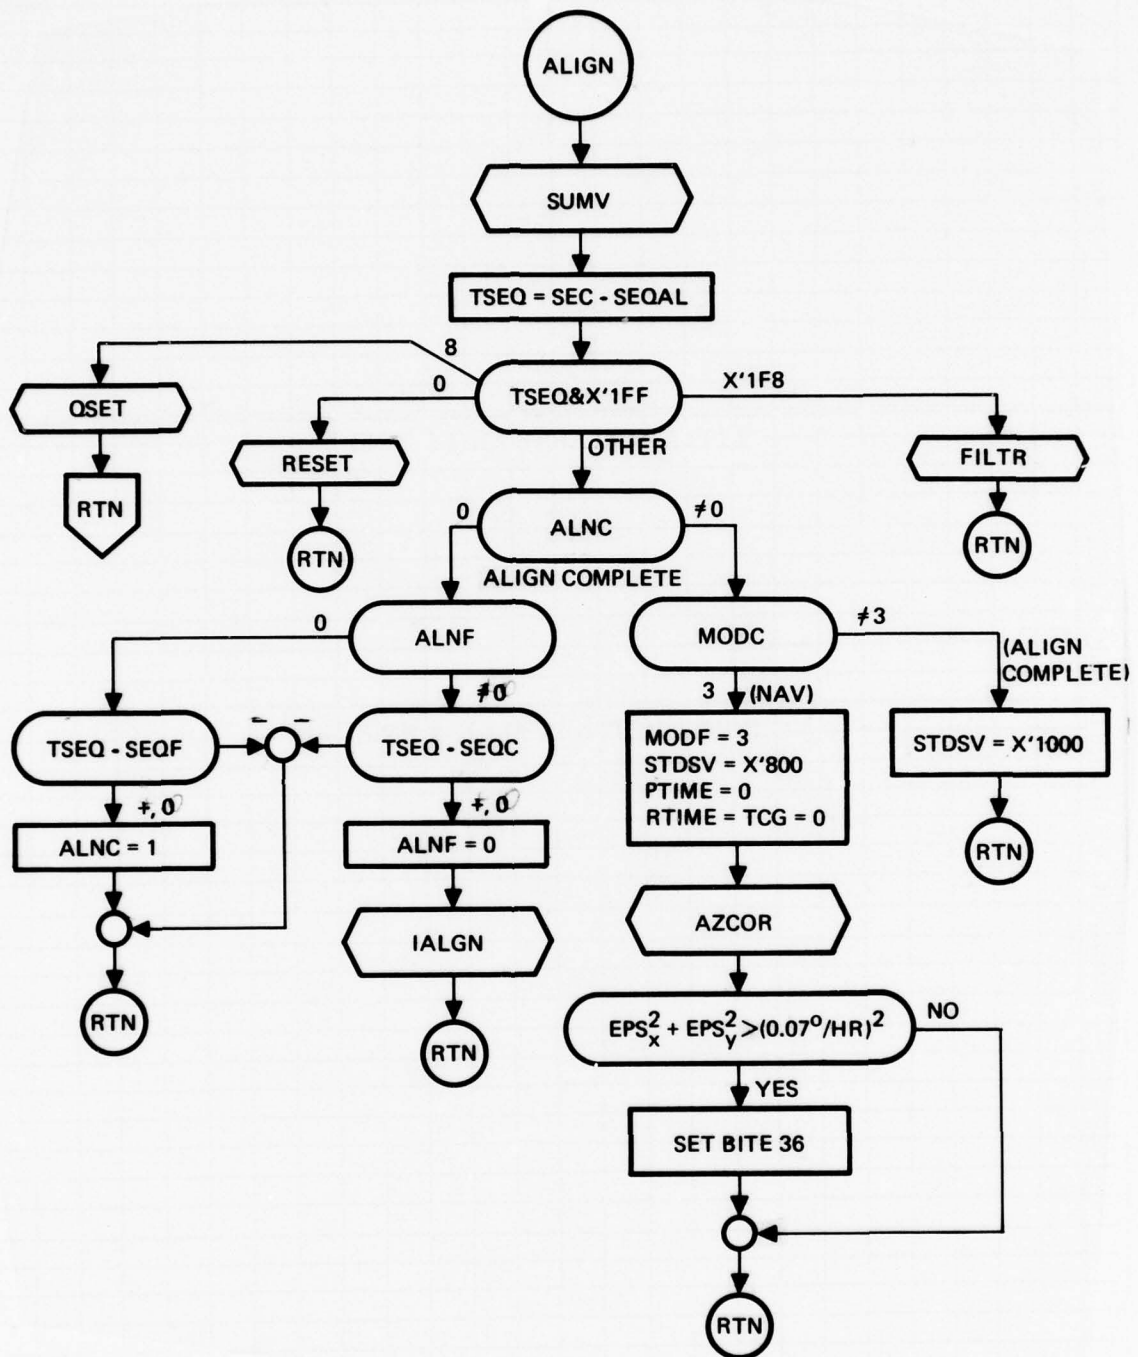 ALIGN
SUMV
TSEQ = SEC - SEQAL
8
0
TSEQ&X'1FF
X'1F8
QSET
RESET
OTHER
FILTR
RTN
RTN
RTN
0
ALNC
≠0
ALIGN COMPLETE
0
ALNF
MODC
≠3
(ALIGN
COMPLETE)
≠0
3 (NAV)
TSEQ - SEQF
- -
TSEQ - SEQC
MODF = 3
STDSV = X'800
PTIME = 0
RTIME = TCG = 0
STDSV = X'1000
+, 0
+, 0
ALNC = 1
ALNF = 0
RTN
AZCOR
IALGN
RTN
RTN
EPS²x + EPS²y >(0.07°/HR)²
NO
YES
SET BITE 36
RTN